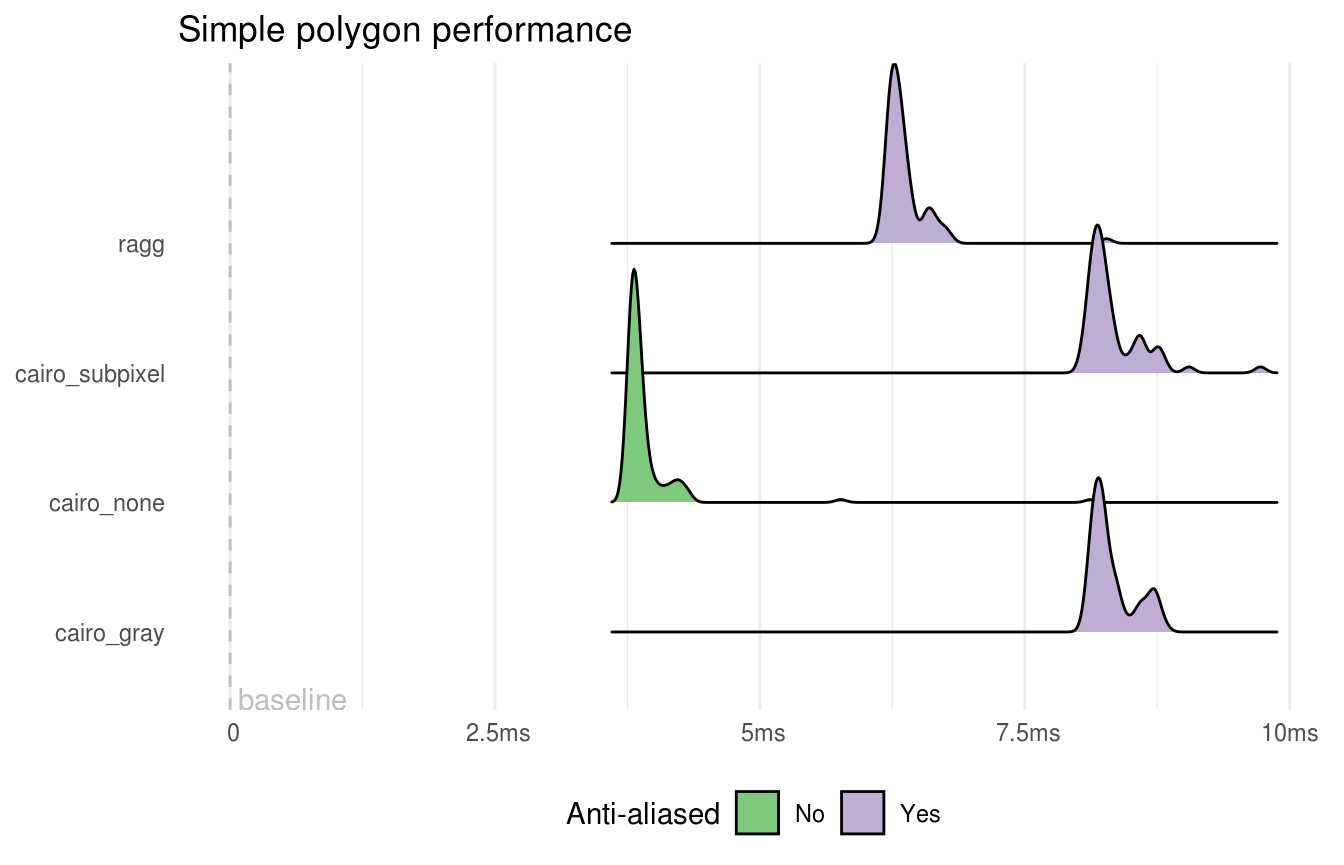 Simple polygon performance
ragg
cairo_subpixel
cairo_none
cairo_gray
baseline
0 2.5ms 5ms 7.5ms 10ms
Anti-aliased No Yes